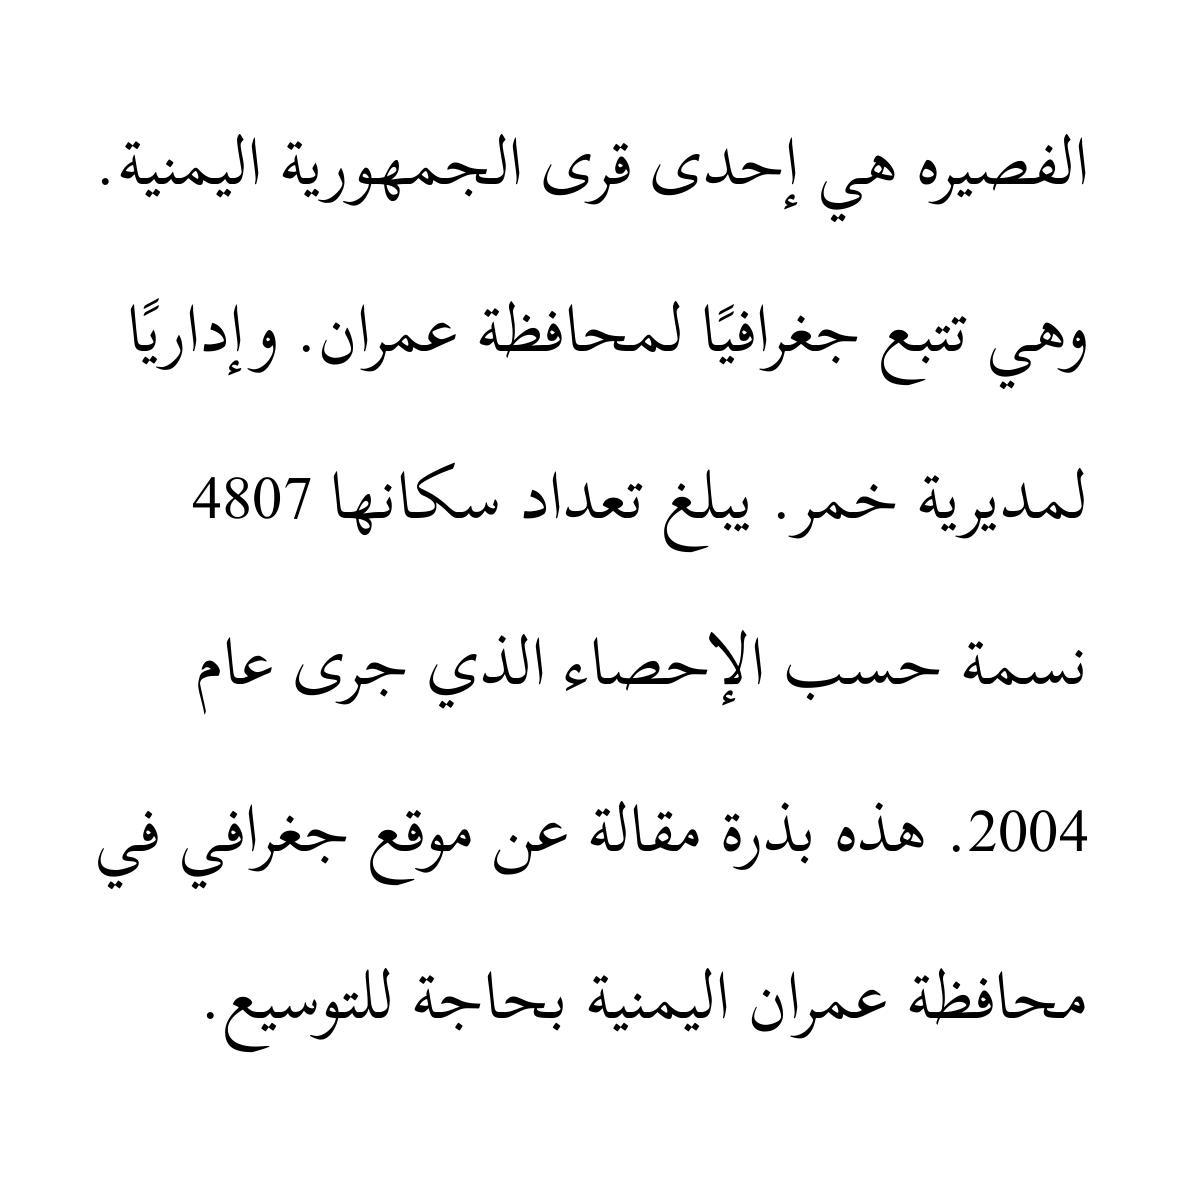 الفصيره هي إحدى قرى الجمهورية اليمنية.
وهي تتبع جغرافيًا لمحافظة عمران. وإداريًا
لمديرية خمر. يبلغ تعداد سكانها 4807
نسمة حسب الإحصاء الذي جرى عام
2004. هذه بذرة مقالة عن موقع جغرافي في
محافظة عمران اليمنية بحاجة للتوسيع.